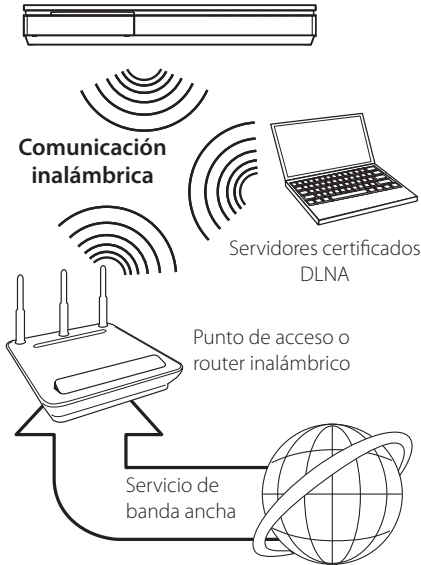 Comunicación
inalámbrica
Servidores certificados
DLNA
Punto de acceso o
router inalámbrico
Servicio de
banda ancha